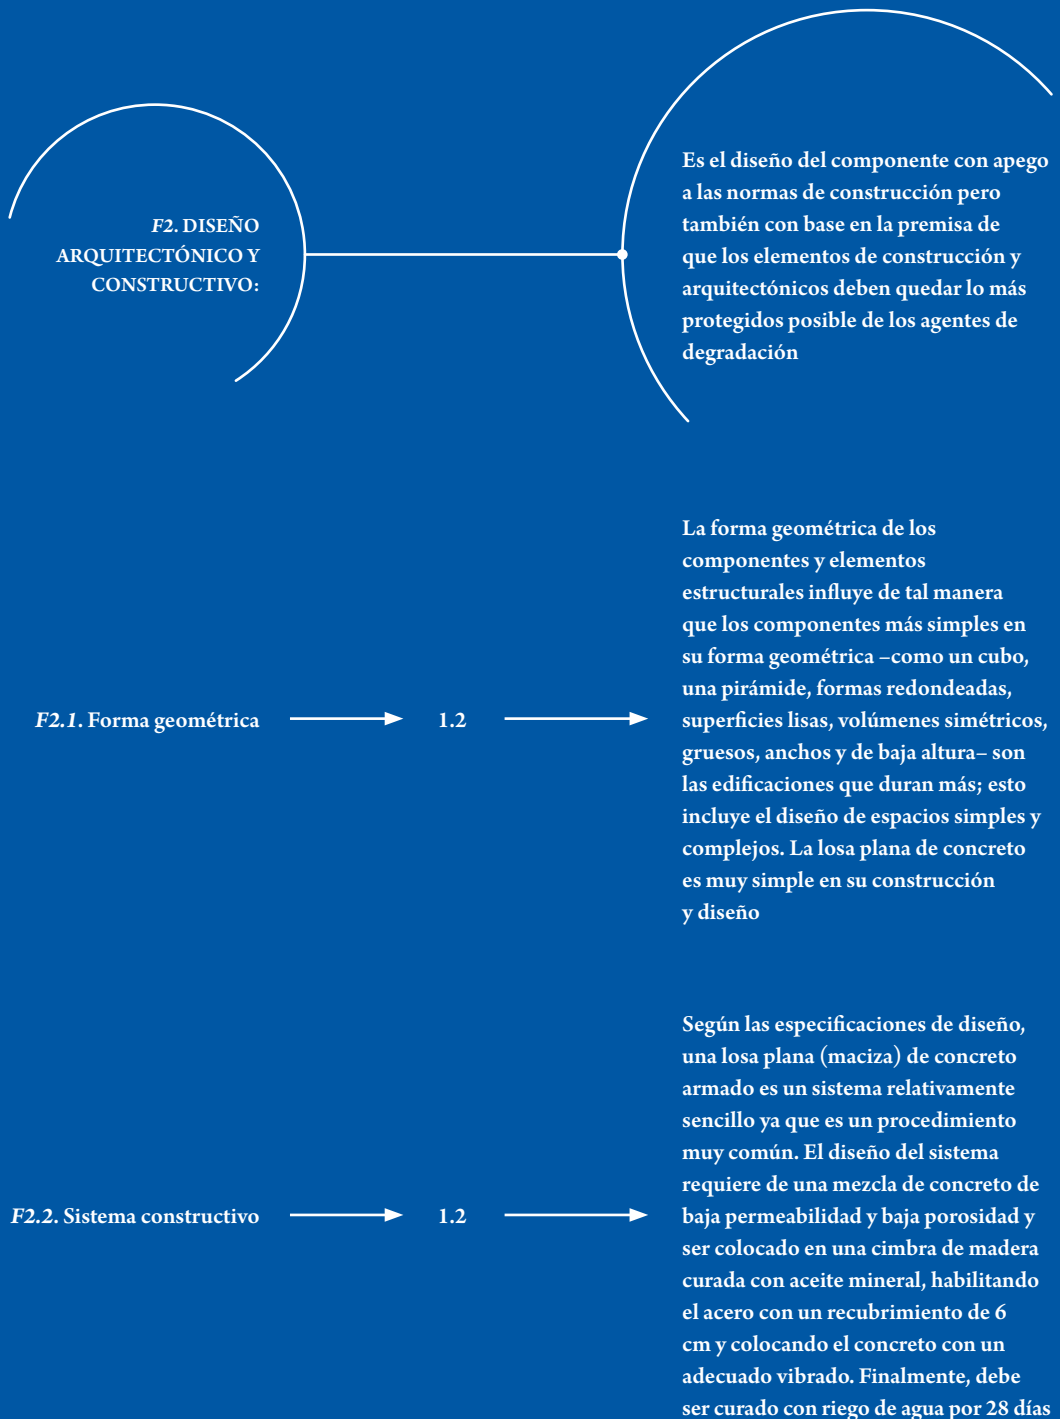 F2. DISEÑO
ARQUITECTÓNICO Y
CONSTRUCTIVO:
Es el diseño del componente con apego
a las normas de construcción pero
también con base en la premisa de
que los elementos de construcción y
arquitectónicos deben quedar lo más
protegidos posible de los agentes de
degradación
F2.1. Forma geométrica
1.2
La forma geométrica de los
componentes y elementos
estructurales influye de tal manera
que los componentes más simples en
su forma geométrica –como un cubo,
una pirámide, formas redondeadas,
superficies lisas, volúmenes simétricos,
gruesos, anchos y de baja altura– son
las edificaciones que duran más; esto
incluye el diseño de espacios simples y
complejos. La losa plana de concreto
es muy simple en su construcción
y diseño
F2.2. Sistema constructivo
1.2
Según las especificaciones de diseño,
una losa plana (maciza) de concreto
armado es un sistema relativamente
sencillo ya que es un procedimiento
muy común. El diseño del sistema
requiere de una mezcla de concreto de
baja permeabilidad y baja porosidad y
ser colocado en una cimbra de madera
curada con aceite mineral, habilitando
el acero con un recubrimiento de 6
cm y colocando el concreto con un
adecuado vibrado. Finalmente, debe
ser curado con riego de agua por 28 días